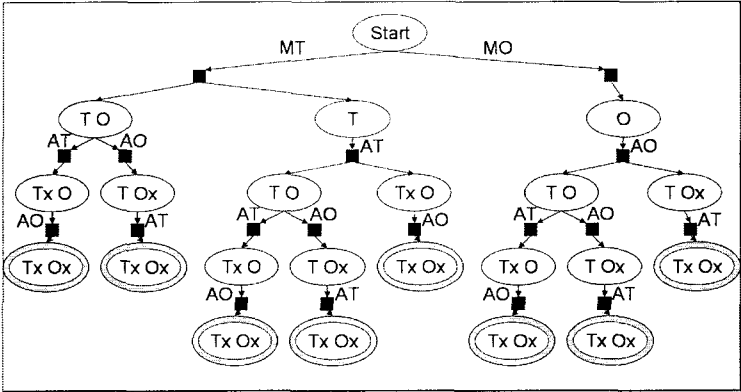 Start
MT MO
T O T O
AT AO AT AO
Tx O T Ox T O Tx O T O T Ox
AO AT AT AO AO AT AO AT
Tx Ox Tx Ox Tx O T Ox Tx Ox Tx O T Ox Tx Ox
AO AT AO AT
Tx Ox Tx Ox Tx Ox Tx Ox